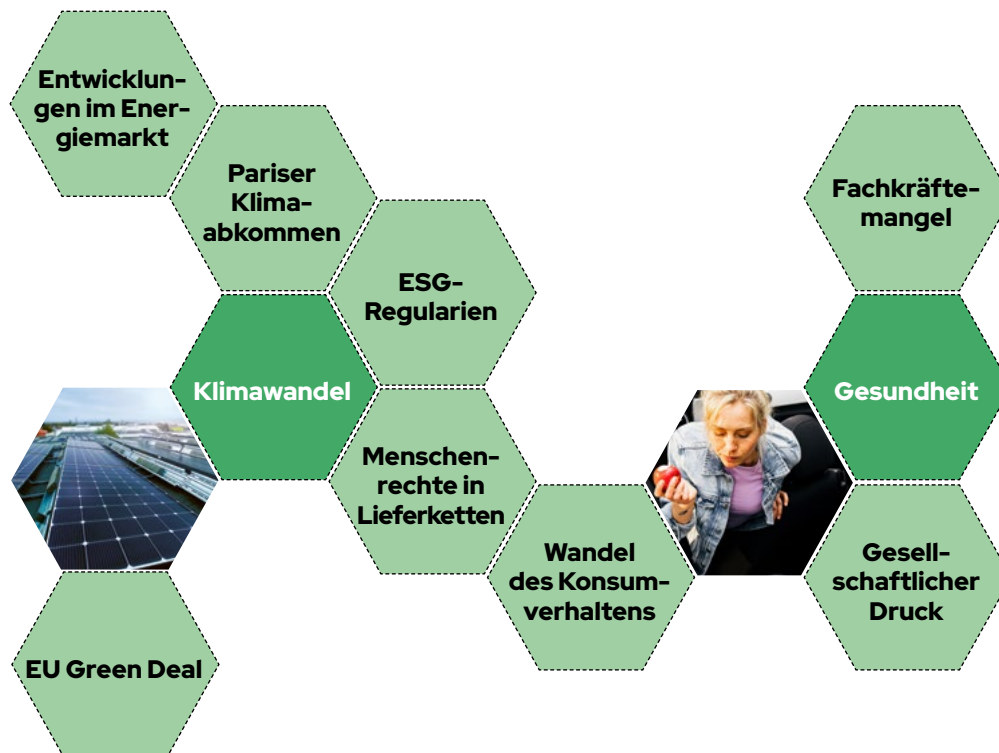 Entwicklun-
gen im Ener-
giemarkt
Pariser
Klima-
abkommen
Fachkräfte-
mangel
ESG-
Regularien
Klimawandel
Gesundheit
Menschen-
rechte in
Lieferketten
Wandel
des Konsum-
verhaltens
Gesell-
schaftlicher
Druck
EU Green Deal